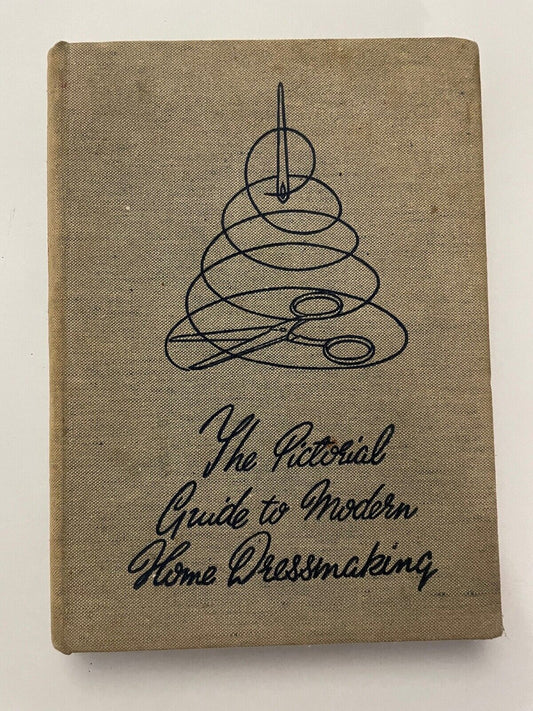 The Pictorial
Guide to Modern
Home Dressmaking